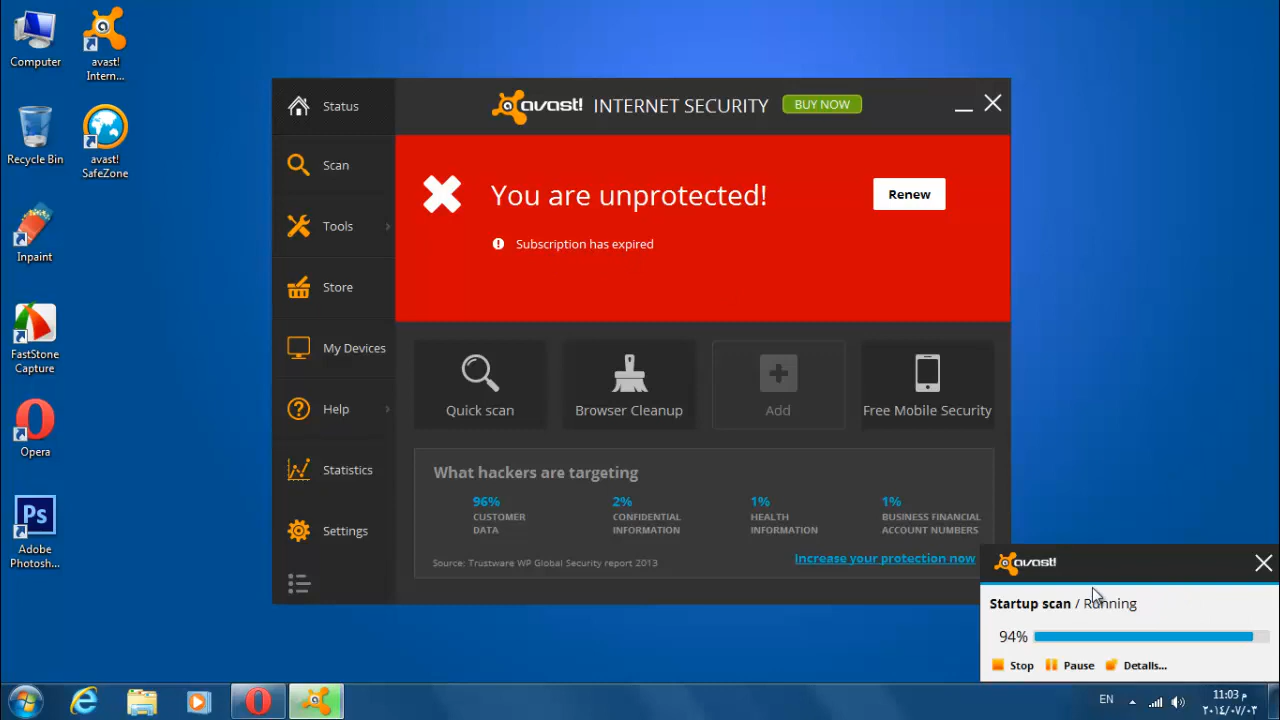 Computer
avast!
Intern...
Recycle Bin
avast!
SafeZone
Inpaint
FastStone
Capture
Opera
Ps
Adobe
Photosh...
Status
Scan
Tools
Store
My Devices
Help
Statistics
Settings
avast! INTERNET SECURITY BUY NOW
You are unprotected!
Renew
Subscription has expired
Quick scan
Browser Cleanup
Add
Free Mobile Security
What hackers are targeting
96%
CUSTOMER
DATA
2%
CONFIDENTIAL
INFORMATION
1%
HEALTH
INFORMATION
1%
BUSINESS FINANCIAL
ACCOUNT NUMBERS
Source: Trustware WP Global Security report 2013
Increase your protection now
avast!
Startup scan / Running
94%
Stop
Pause
Details...
EN
11:03 م
٢٠١٤/٠٧/٠٣